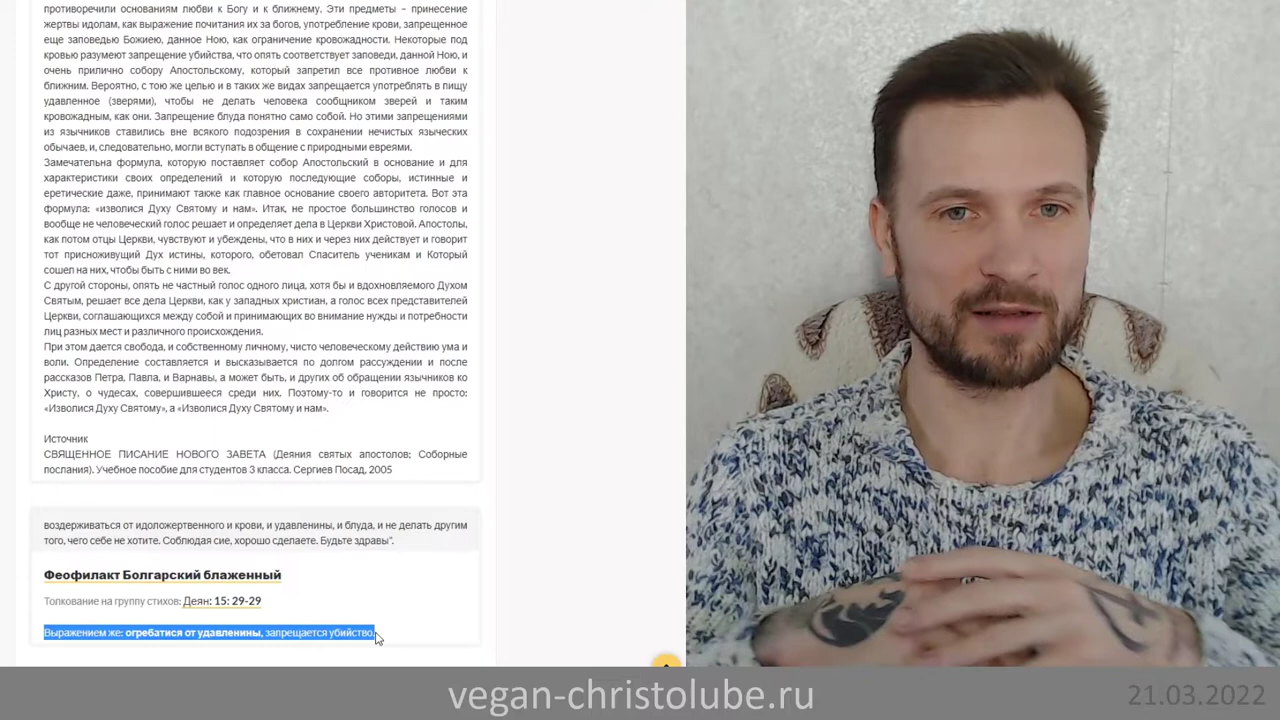 противоречили основаниям любви к Богу и к ближнему. Эти предметы – принесение
жертвы идолам, как выражение почитания их за богов, употребление крови, запрещенное
еще заповедью Божиею, данное Ною, как ограничение кровожадности. Некоторые под
кровью разумеют запрещение убийства, что опять соответствует заповеди, данной Ною, и
очень прилично собору Апостольскому, который запретил все противное любви к
ближним. Вероятно, с тою же целью и в таких же видах запрещается употреблять в пищу
удавленное (зверями), чтобы не делать человека сообщником зверей и таким
кровожадным, как они. Запрещение блуда понятно само собой. Но этими запрещениями
из язычников ставились вне всякого подозрения в сохранении нечистых языческих
обычаев, и, следовательно, могли вступать в общение с природными евреями.
Замечательна формула, которую поставляет собор Апостольский в основание и для
характеристики своих определений и которую последующие соборы, истинные и
еретические даже, принимают также как главное основание своего авторитета. Вот эта
формула: «изволися Духу Святому и нам». Итак, не простое большинство голосов и
вообще не человеческий голос решает и определяет дела в Церкви Христовой. Апостолы,
как потом отцы Церкви, чувствуют и убеждены, что в них и через них действует и говорит
тот присноживущий Дух истины, которого, обетовал Спаситель ученикам и Который
сошел на них, чтобы быть с ними во век.
С другой стороны, опять не частный голос одного лица, хотя бы и вдохновляемого Духом
Святым, решает все дела Церкви, как у западных христиан, а голос всех представителей
Церкви, соглашающихся между собой и принимающих во внимание нужды и потребности
лиц разных мест и различного происхождения.
При этом дается свобода, и собственному личному, чисто человеческому действию ума и
воли. Определение составляется и высказывается по долгом рассуждении и после
рассказов Петра, Павла, и Варнавы, а может быть, и других об обращении язычников ко
Христу, о чудесах, совершившееся среди них. Поэтому-то и говорится не просто:
«Изволися Духу Святому», а «Изволися Духу Святому и нам».
Источник
СВЯЩЕННОЕ ПИСАНИЕ НОВОГО ЗАВЕТА (Деяния святых апостолов; Соборные
послания). Учебное пособие для студентов 3 класса. Сергиев Посад, 2005
воздерживаться от идоложертвенного и крови, и удавленины, и блуда, и не делать другим
того, чего себе не хотите. Соблюдая сие, хорошо сделаете. Будьте здравы".
Феофилакт Болгарский блаженный
Толкование на группу стихов: Деян: 15: 29-29
Выражением же: огребатися от удавленины, запрещается убийство.
vegan-christolube.ru
21.03.2022